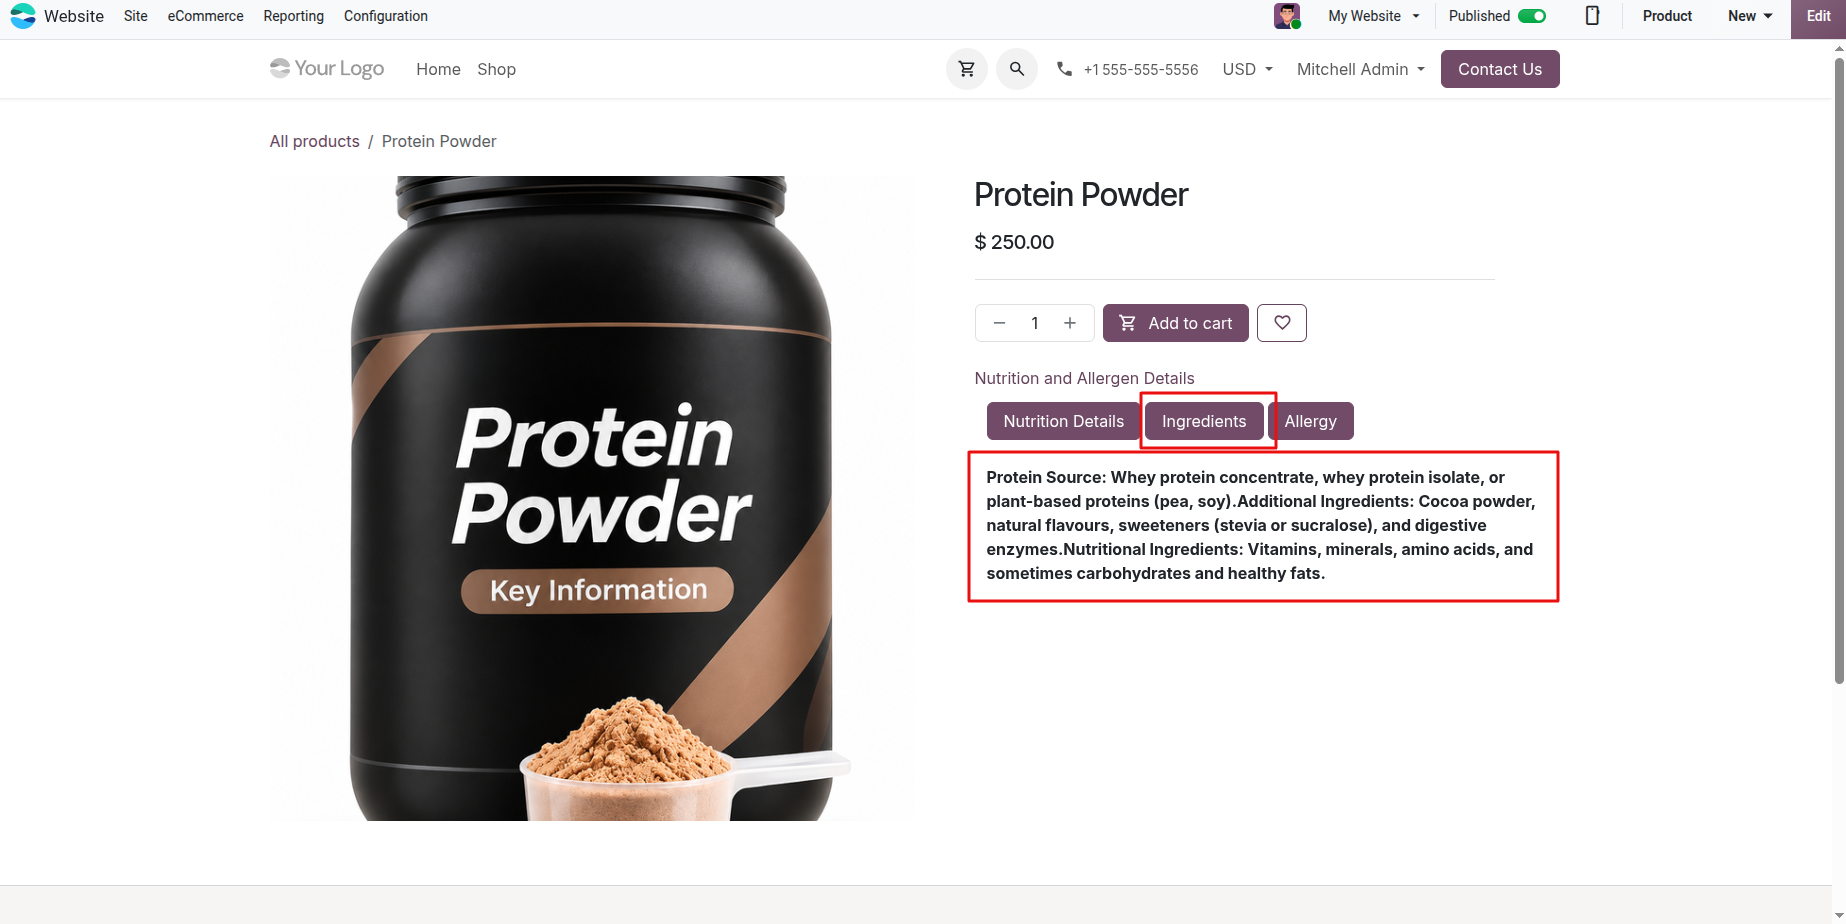 Website Site eCommerce Reporting Configuration My Website Published Product New Edit
Your Logo Home Shop +1 555-555-5556 USD Mitchell Admin Contact Us
All products / Protein Powder
Protein Powder
$ 250.00
1 Add to cart
Nutrition and Allergen Details
Nutrition Details Ingredients Allergy
Protein Source: Whey protein concentrate, whey protein isolate, or
plant-based proteins (pea, soy).Additional Ingredients: Cocoa powder,
natural flavours, sweeteners (stevia or sucralose), and digestive
enzymes.Nutritional Ingredients: Vitamins, minerals, amino acids, and
sometimes carbohydrates and healthy fats.
Protein
Powder
Key Information